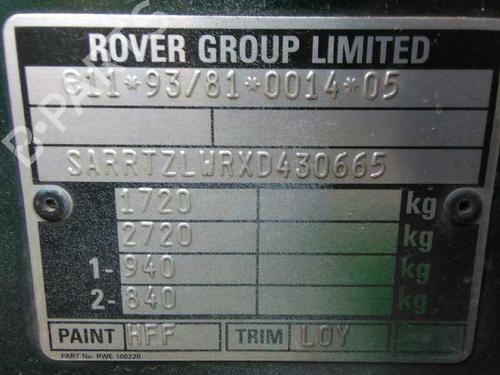 ROVER GROUP LIMITED
e11*93/81*0014*05
SARRTZLWRXD430665
1720 kg
2720 kg
1- 940 kg
2- 840 kg
PAINT HFF TRIM LOY
PART No. RWE 100220
B-PARTS